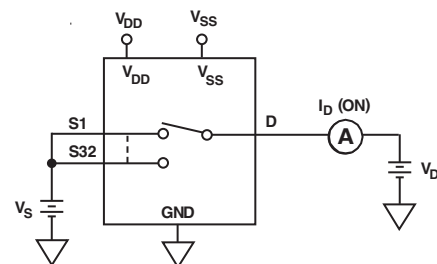 VDD VSS
VDD VSS
S1
D
ID (ON)
A
S32
VD
GND
VS